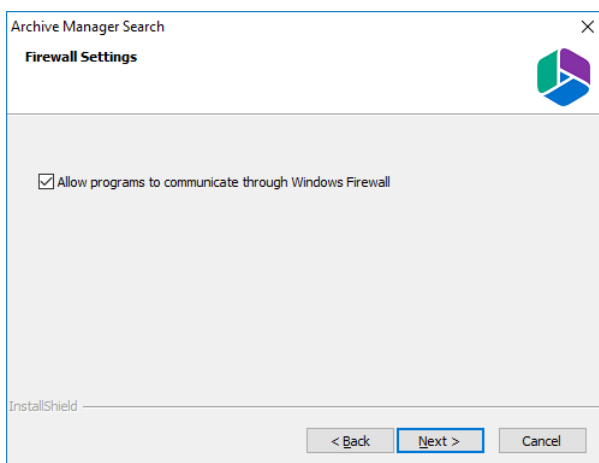 Archive Manager Search
Firewall Settings
Allow programs to communicate through Windows Firewall
InstallShield
< Back
Next >
Cancel